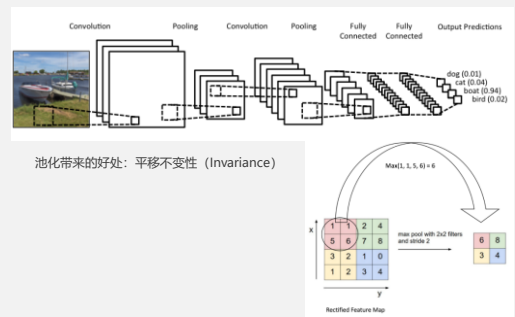 Convolution Pooling Convolution Pooling Fully Connected Fully Connected Output Predictions
dog (0.01)
cat (0.04)
boat (0.94)
bird (0.02)
池化带来的好处：平移不变性（Invariance）
Max(1, 1, 5, 6) = 6
x
1 1 2 4
5 6 7 8
3 2 1 0
1 2 3 4
y
max pool with 2x2 filters
and stride 2
6 8
3 4
Rectified Feature Map